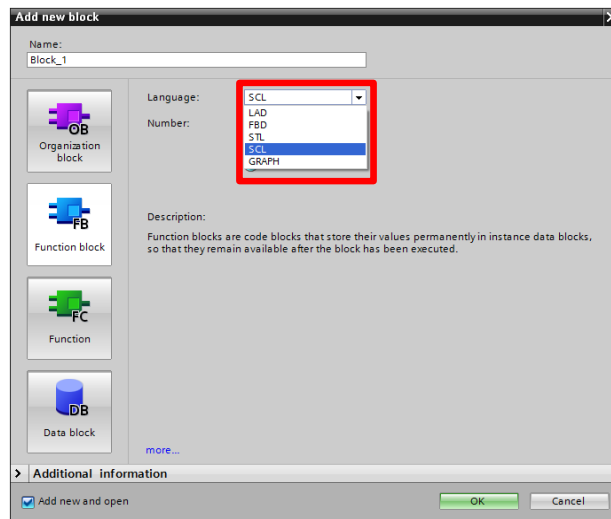 Add new block
Name:
Block_1
OB
Organization
block
FB
Function block
FC
Function
DB
Data block
Language:
SCL
Number:
LAD
FBD
STL
SCL
GRAPH
Description:
Function blocks are code blocks that store their values permanently in instance data blocks,
so that they remain available after the block has been executed.
more...
Additional information
Add new and open
OK
Cancel